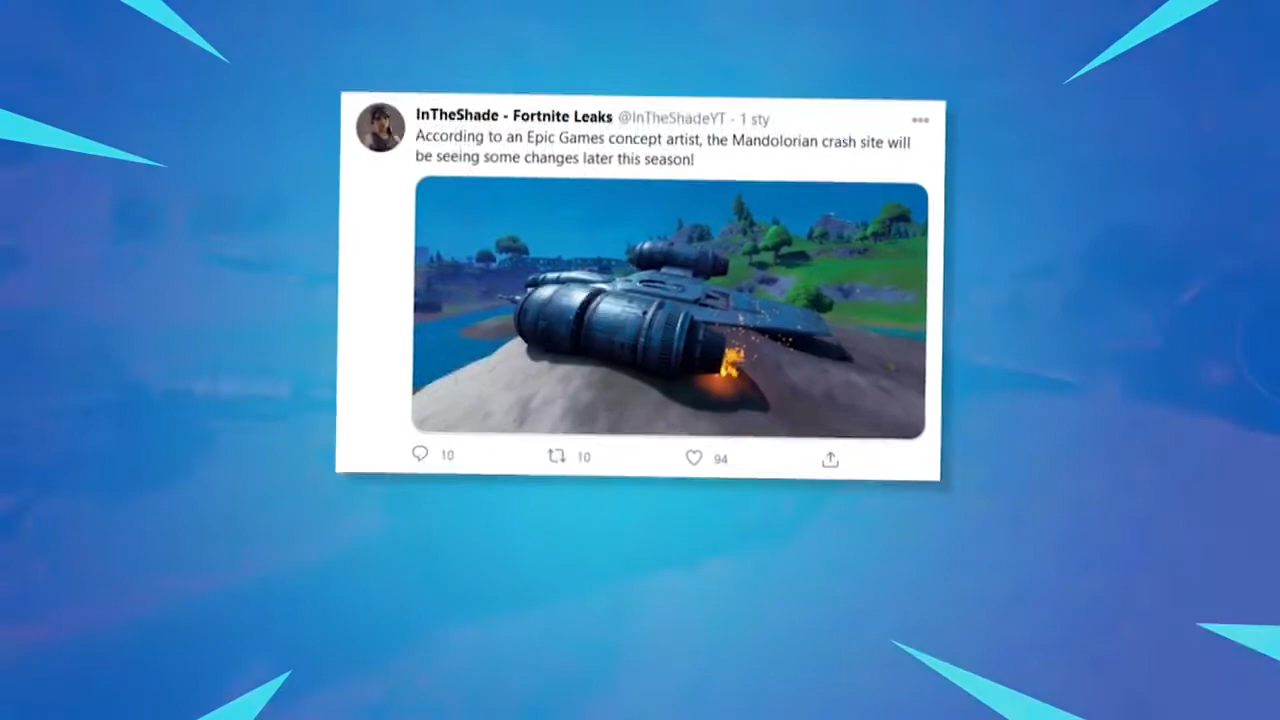 InTheShade - Fortnite Leaks @InTheShadeYT · 1 sty
According to an Epic Games concept artist, the Mandolorian crash site will
be seeing some changes later this season!
10 10 94